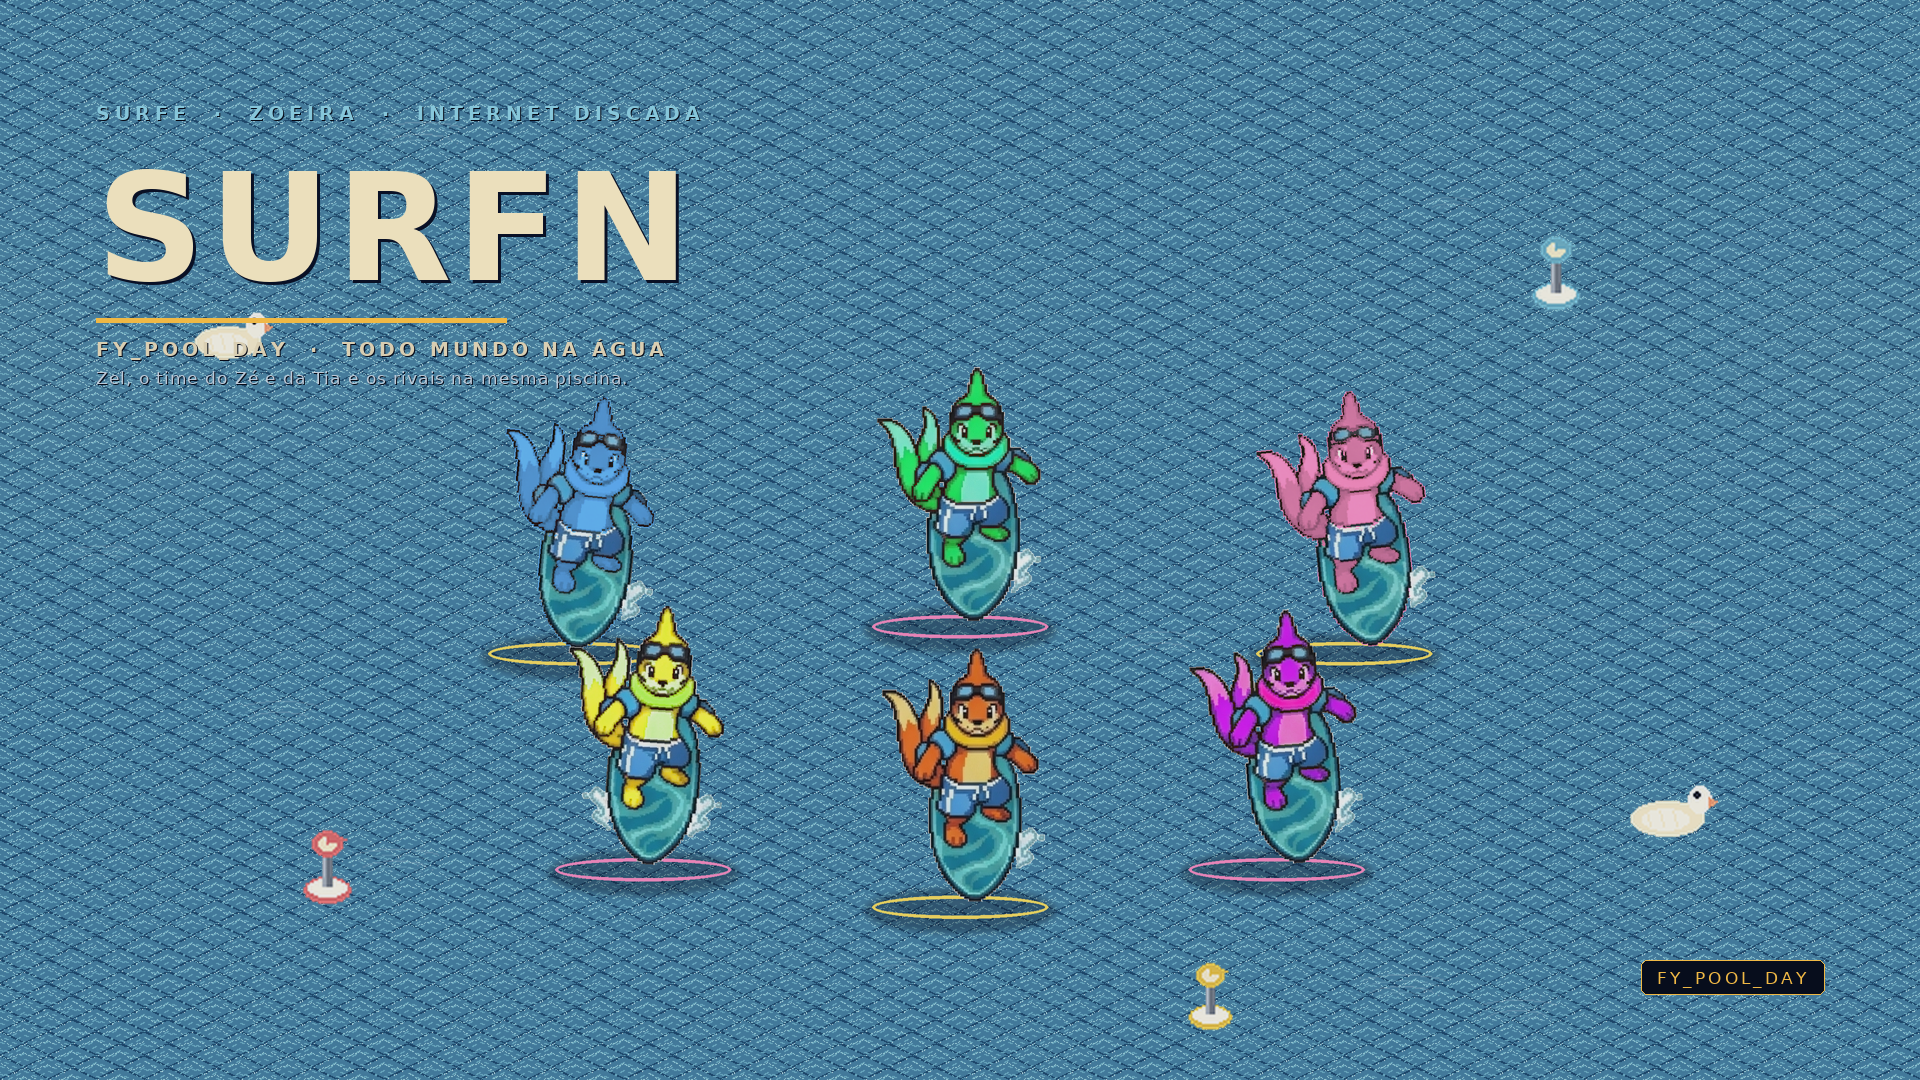 SURFE · ZOEIRA · INTERNET DISCADA
SURFN
FY_POOL_DAY · TODO MUNDO NA ÁGUA
Zel, o time do Zé e da Tia e os rivais na mesma piscina.
FY_POOL_DAY